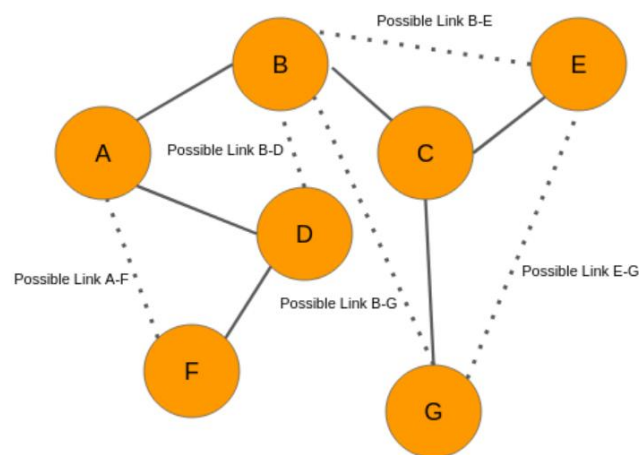 Possible Link B-E
B
E
A
Possible Link B-D
C
D
Possible Link A-F
Possible Link E-G
Possible Link B-G
F
G